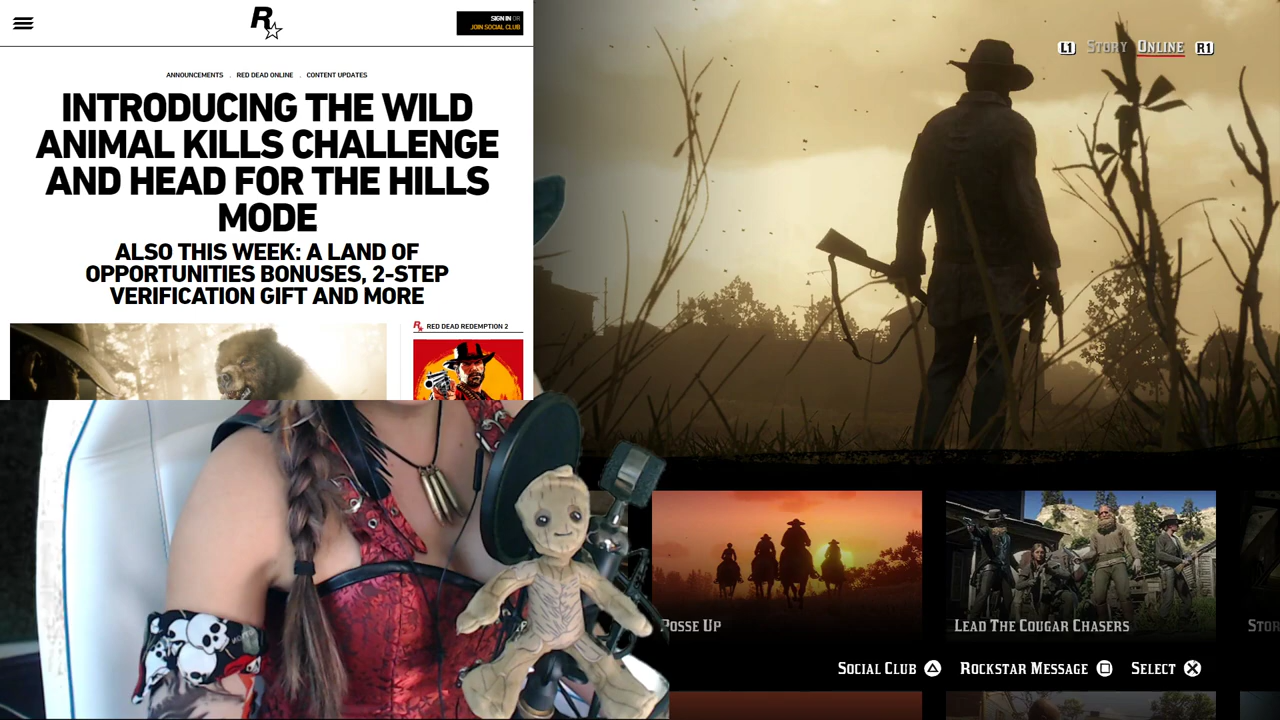 R
SIGN IN OR
JOIN SOCIAL CLUB
ANNOUNCEMENTS . RED DEAD ONLINE . CONTENT UPDATES
INTRODUCING THE WILD
ANIMAL KILLS CHALLENGE
AND HEAD FOR THE HILLS
MODE
ALSO THIS WEEK: A LAND OF
OPPORTUNITIES BONUSES, 2-STEP
VERIFICATION GIFT AND MORE
R RED DEAD REDEMPTION 2
L1 STORY ONLINE R1
POSSE UP
LEAD THE COUGAR CHASERS
STOR
SOCIAL CLUB ROCKSTAR MESSAGE SELECT